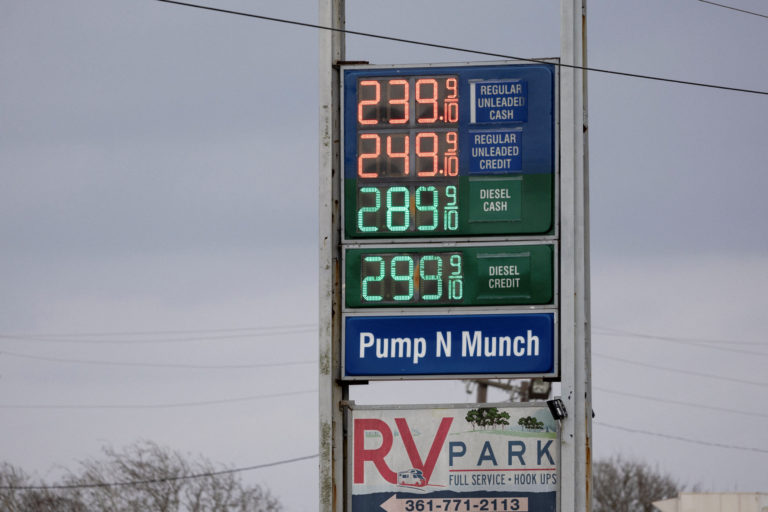 239.9/10 REGULAR
UNLEADED
CASH
249.9/10 REGULAR
UNLEADED
CREDIT
289 9/10 DIESEL
CASH
299 9/10 DIESEL
CREDIT
Pump N Munch
RV PARK
FULL SERVICE • HOOK UPS
361-771-2113